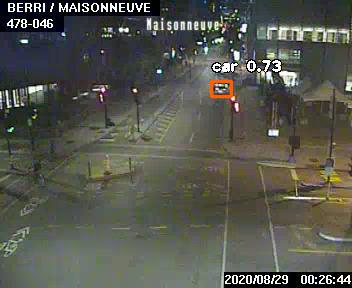 BERRI / MAISONNEUVE
Maisonneuve
478-046
car 0.73
2020/08/29 00:26:44